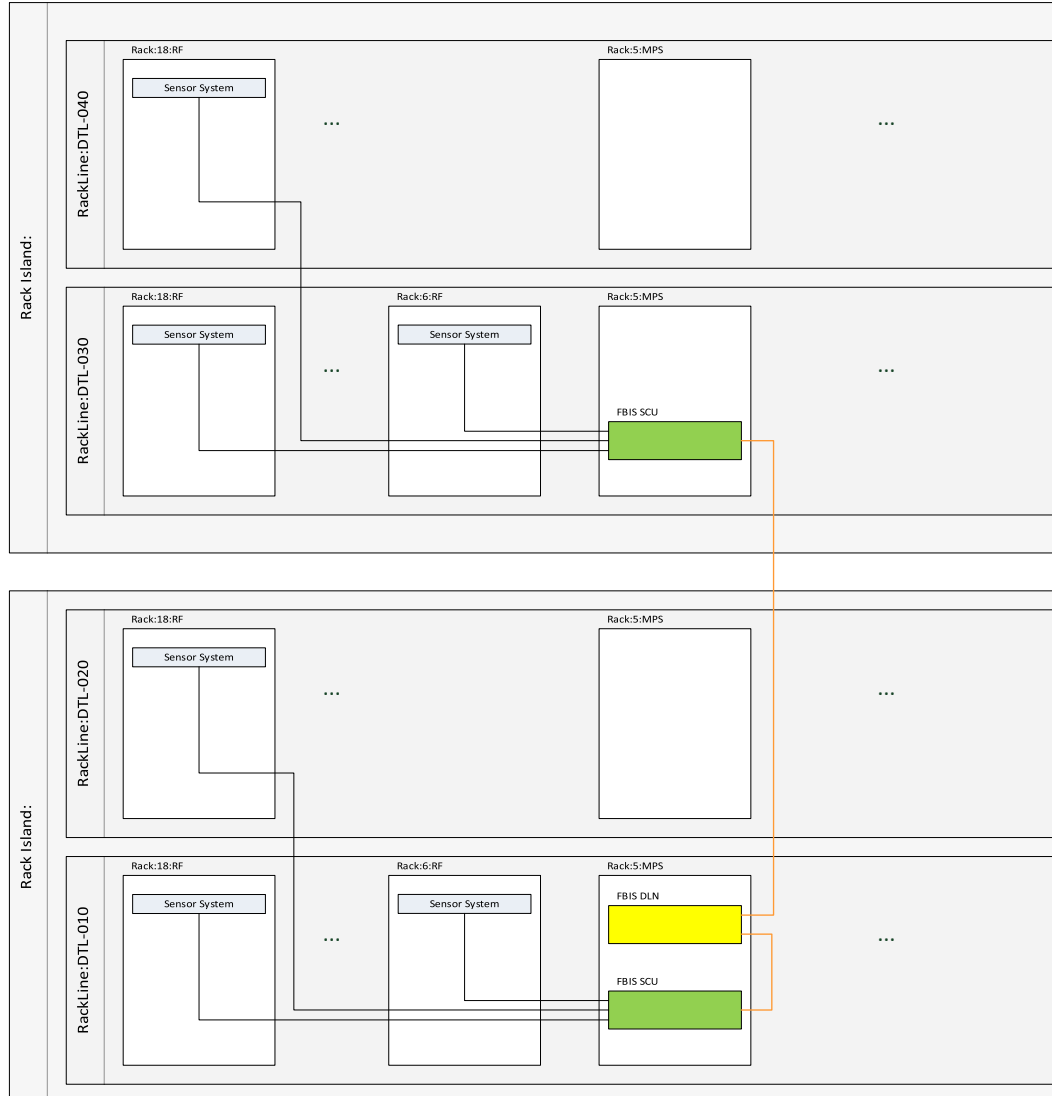 Rack Island:
RackLine:DTL-040
Rack:18:RF
Sensor System
...
Rack:5:MPS
...
RackLine:DTL-030
Rack:18:RF
Sensor System
...
Rack:6:RF
Sensor System
Rack:5:MPS
FBIS SCU
...
Rack Island:
RackLine:DTL-020
Rack:18:RF
Sensor System
...
Rack:5:MPS
...
RackLine:DTL-010
Rack:18:RF
Sensor System
...
Rack:6:RF
Sensor System
Rack:5:MPS
FBIS DLN
FBIS SCU
...